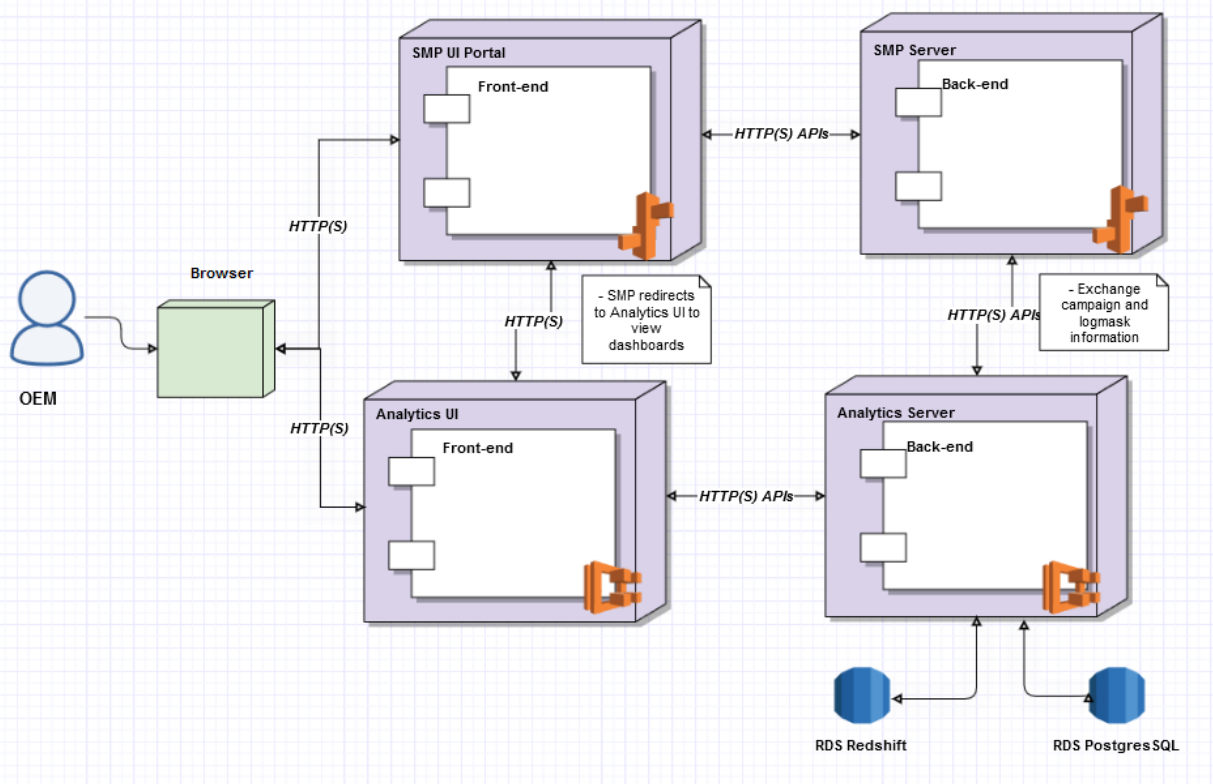 SMP UI Portal
Front-end
SMP Server
Back-end
HTTP(S) APIs
HTTP(S)
Browser
OEM
HTTP(S)
- SMP redirects
to Analytics UI to
view
dashboards
HTTP(S) APIs
- Exchange
campaign and
logmask
information
HTTP(S)
Analytics UI
Front-end
Analytics Server
Back-end
HTTP(S) APIs
RDS Redshift
RDS PostgresSQL